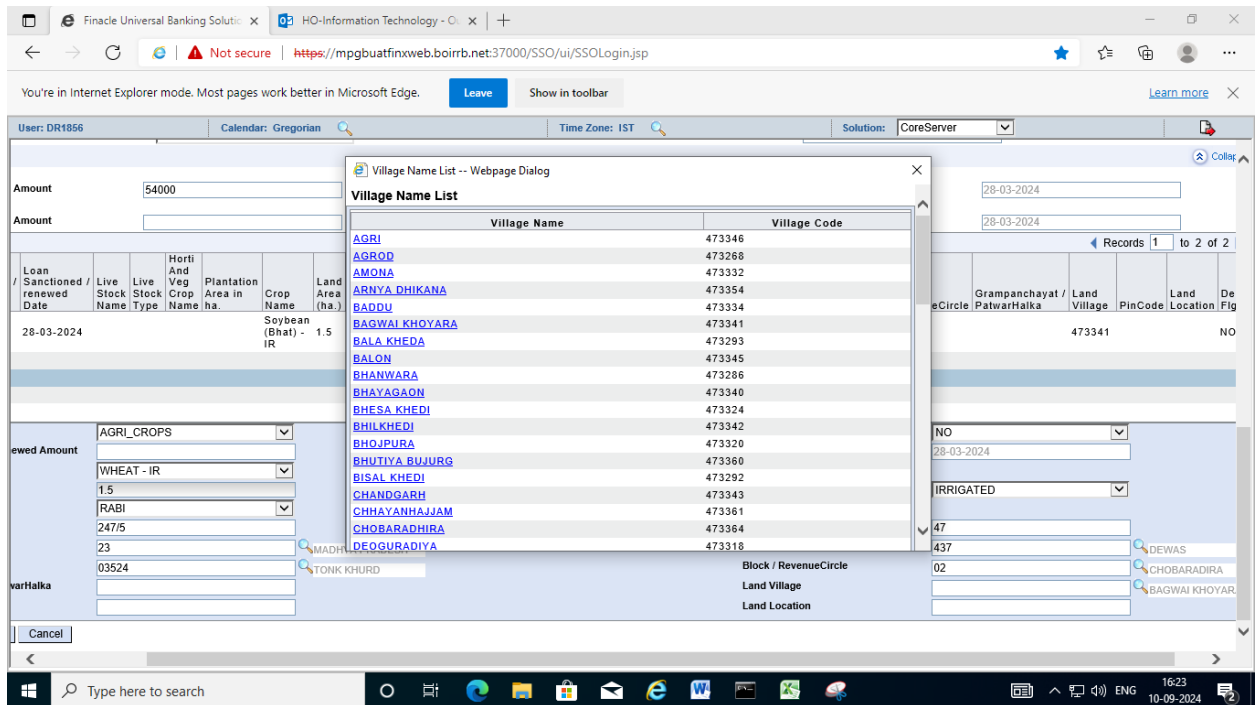 Finacle Universal Banking Solutic
HO-Information Technology - Ou
Not secure
https://mpgbuatfinxweb.boirrb.net:37000/SSO/ui/SSOLogin.jsp
You're in Internet Explorer mode. Most pages work better in Microsoft Edge.
Leave
Show in toolbar
Learn more
User: DR1856
Calendar: Gregorian
Time Zone: IST
Solution:
CoreServer
Amount
54000
28-03-2024
Amount
28-03-2024
Records 1 to 2 of 2
/ Loan Sanctioned / renewed Date
Live Stock Name
Live Stock Type
Horti And Veg Crop Name
Plantation Area in ha.
Crop Name
Land Area (ha.)
eCircle
Grampanchayat / PatwarHalka
Land Village
PinCode
Land Location
De Flg
28-03-2024
Soybean (Bhat) - IR
1.5
473341
NO
Village Name List -- Webpage Dialog
Village Name List
Village Name Village Code
AGRI 473346
AGROD 473268
AMONA 473332
ARNYA DHIKANA 473354
BADDU 473334
BAGWAI KHOYARA 473341
BALA KHEDA 473293
BALON 473345
BHANWARA 473286
BHAYAGAON 473340
BHESA KHEDI 473324
BHILKHEDI 473342
BHOJPURA 473320
BHUTIYA BUJURG 473360
BISAL KHEDI 473292
CHANDGARH 473343
CHHAYANHAJJAM 473361
CHOBARADHIRA 473364
DEOGURADIYA 473318
AGRI_CROPS
NO
ewed Amount
28-03-2024
WHEAT - IR
1.5
IRRIGATED
RABI
247/5
47
23
437
DEWAS
03524
TONK KHURD
Block / RevenueCircle
02
CHOBARADIRA
varHalka
Land Village
BAGWAI KHOYAR
Land Location
Cancel
Type here to search
ENG
16:23
10-09-2024
2